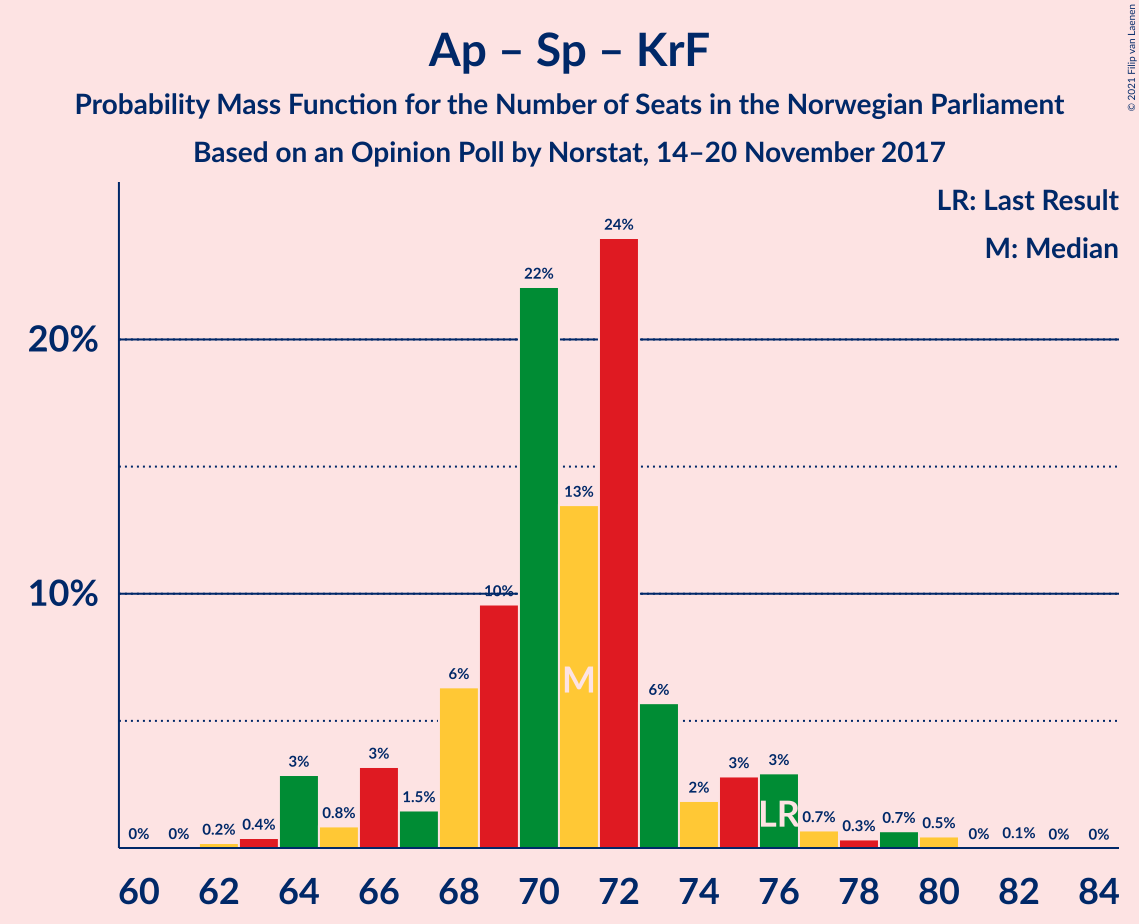 Ap – Sp – KrF
Probability Mass Function for the Number of Seats in the Norwegian Parliament
Based on an Opinion Poll by Norstat, 14–20 November 2017
© 2021 Filip van Laenen
LR: Last Result
M: Median
20%
10%
0% 0% 0.2% 0.4% 3% 0.8% 3% 1.5% 6% 10% 22% 13% 24% 6% 2% 3% 3% 0.7% 0.3% 0.7% 0.5% 0% 0.1% 0% 0%
M
LR
60 62 64 66 68 70 72 74 76 78 80 82 84